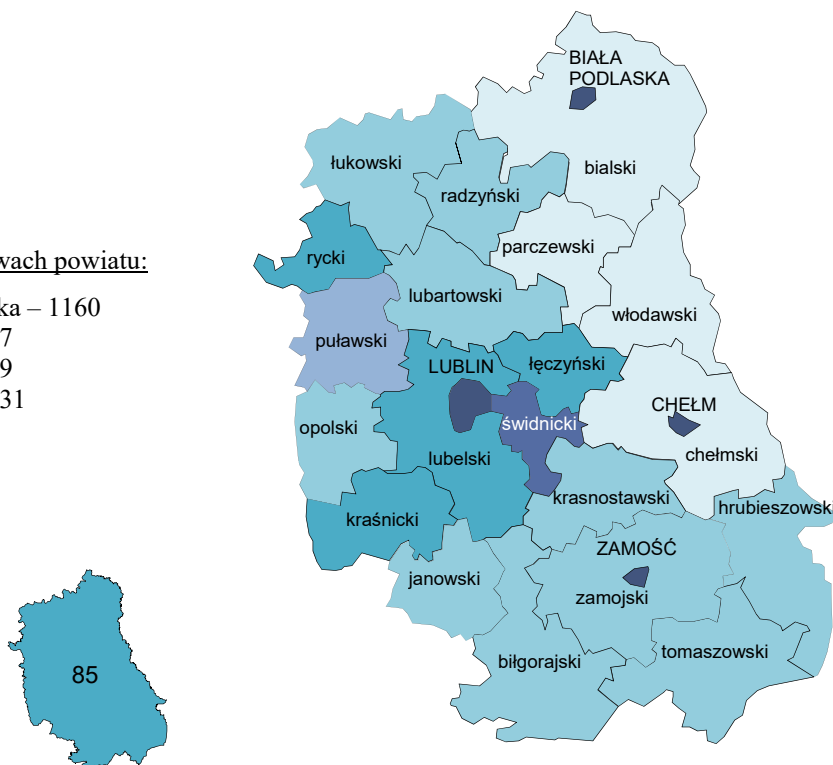 wach powiatu:
ka – 1160
7
9
31
BIAŁA
PODLASKA
łukowski
bialski
radzyński
parczewski
rycki
lubartowski
włodawski
puławski
LUBLIN
łęczyński
CHEŁM
świdnicki
opolski
lubelski
chełmski
krasnostawski
hrubieszowski
kraśnicki
ZAMOŚĆ
janowski
zamojski
biłgorajski
tomaszowski
85